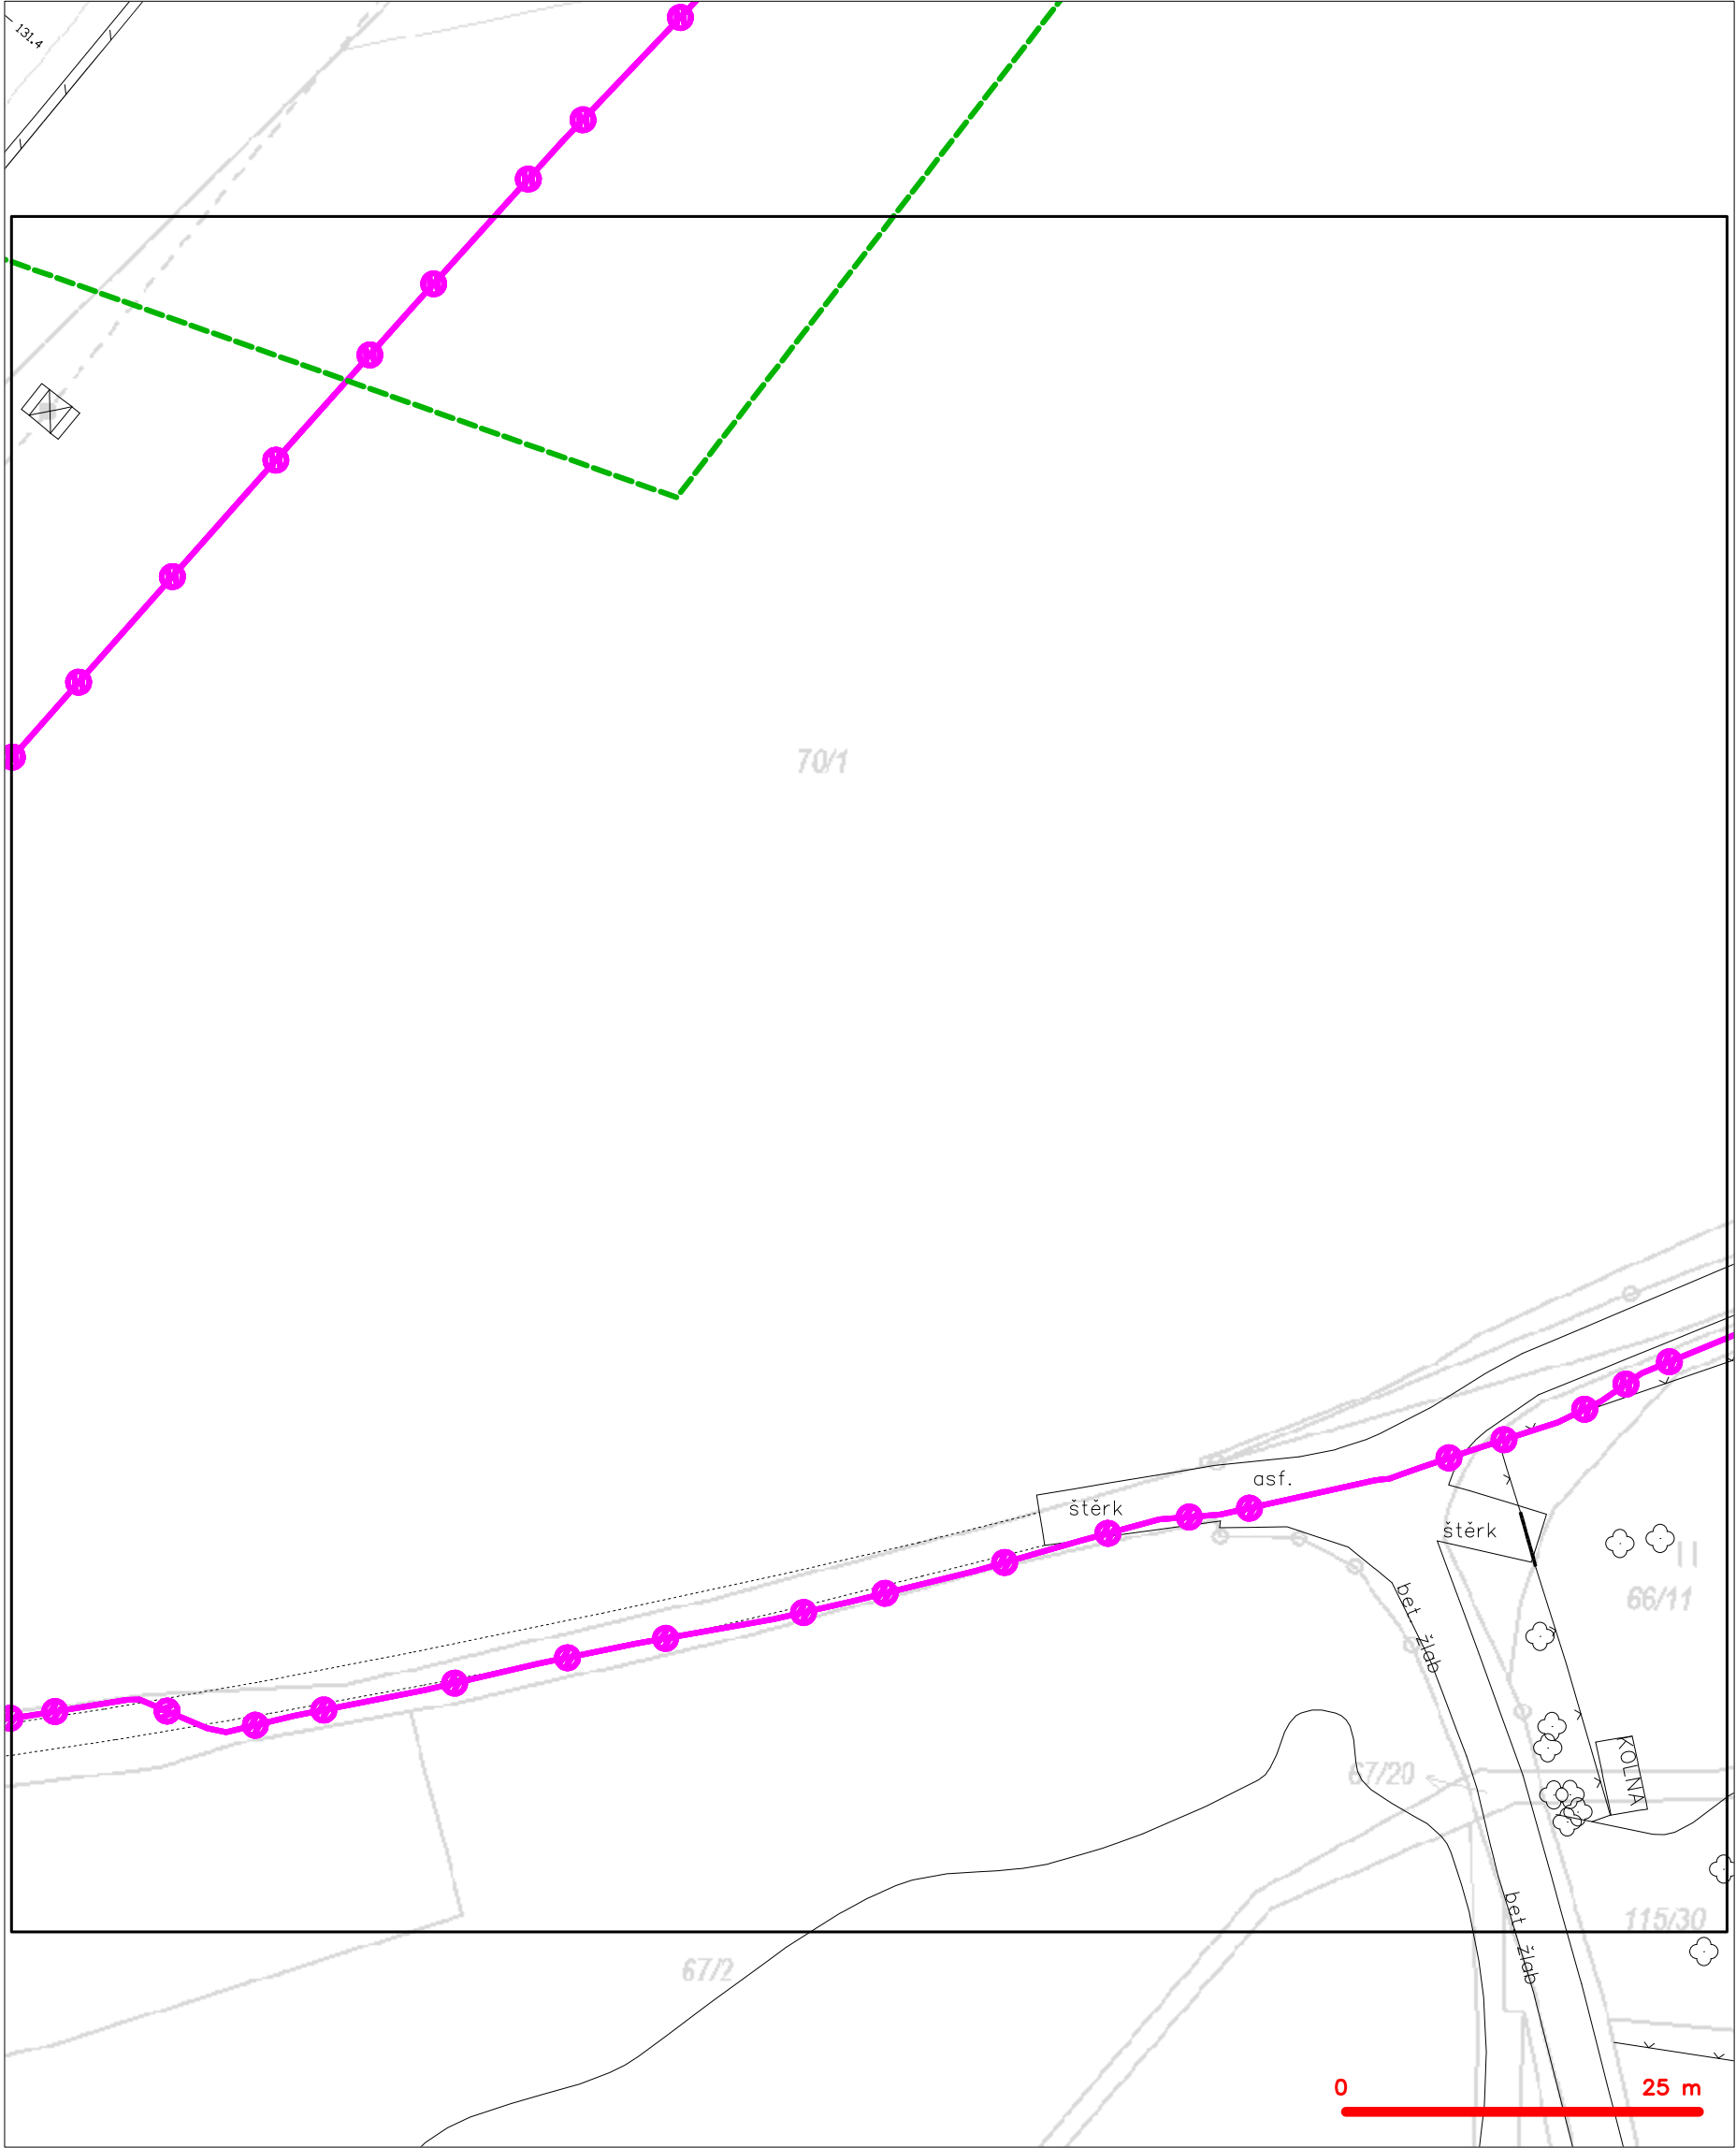 131.4
70/1
asf.
štěrk
štěrk
66/11
bet žlab
KOLNA
67/20
115/30
bet žlab
67/2
0 25 m